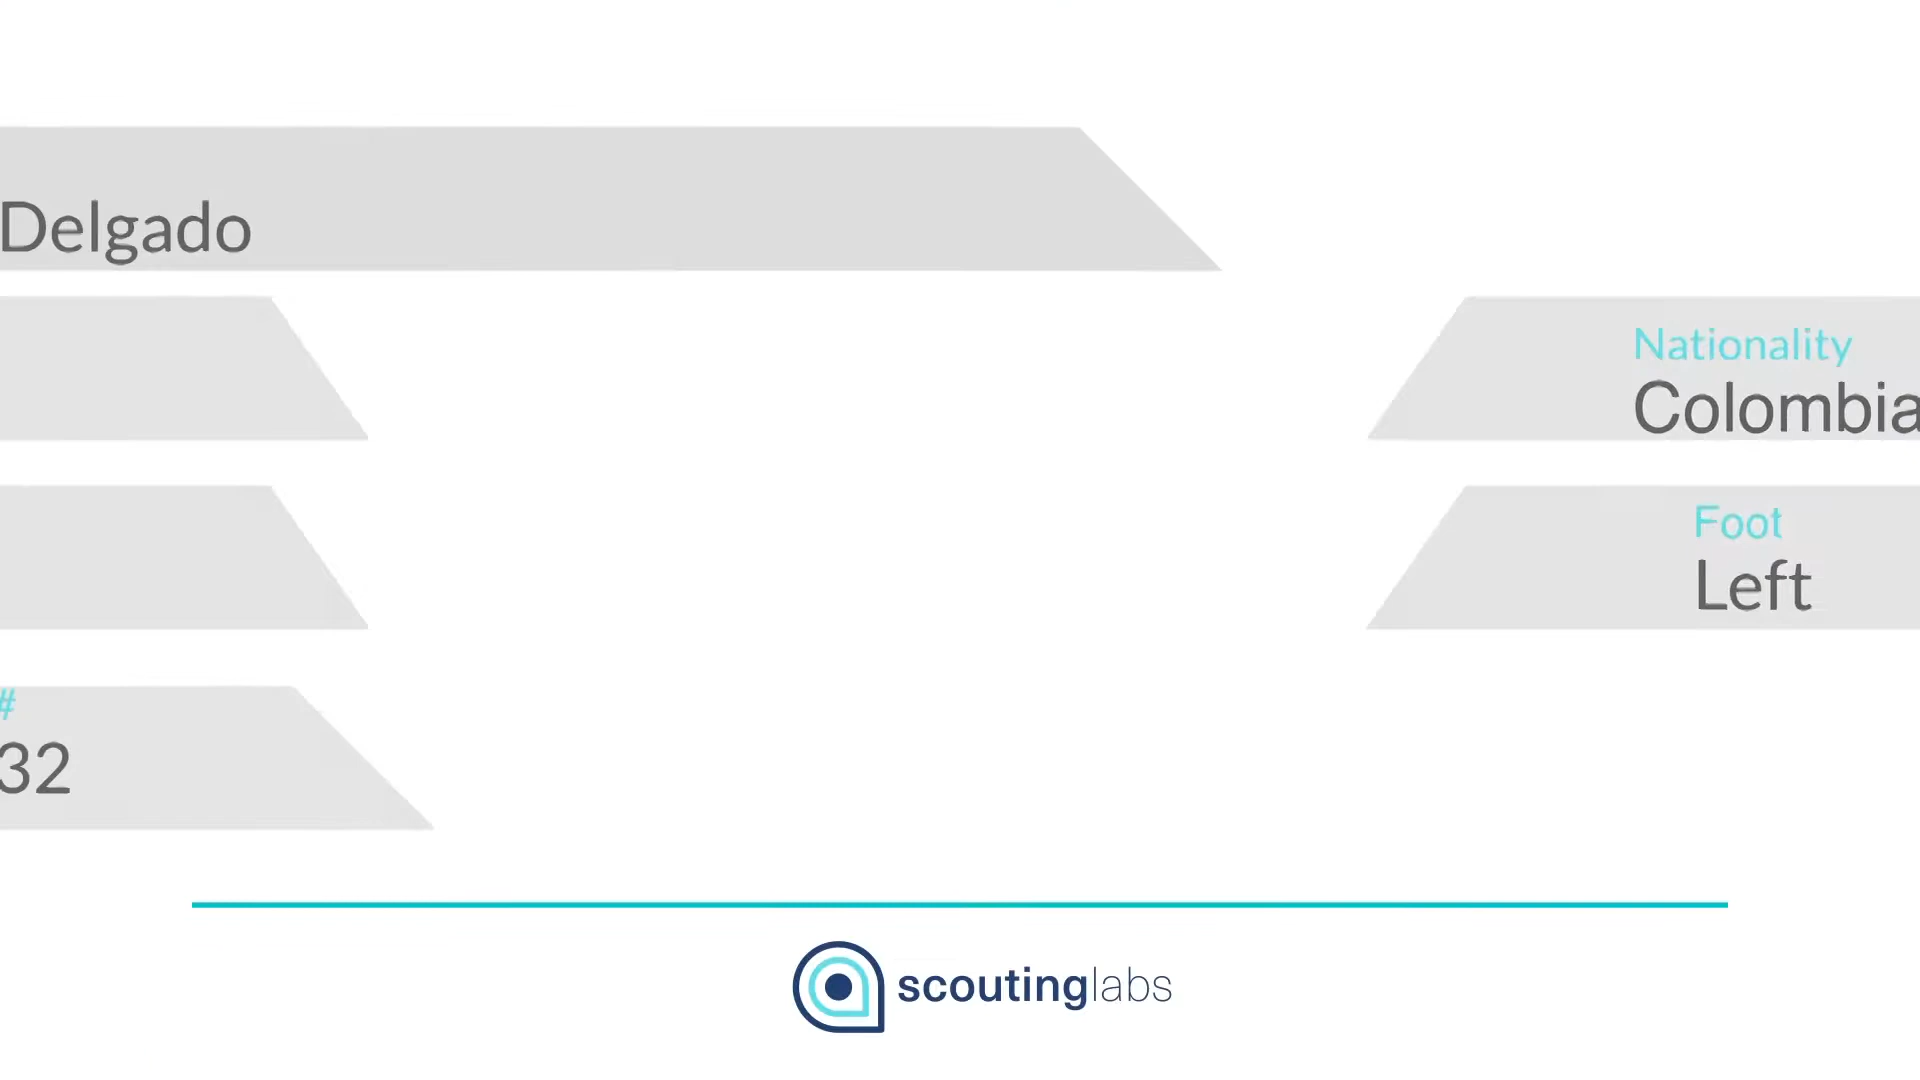 Delgado
Nationality
Colombia
Foot
Left
#
32
scoutinglabs